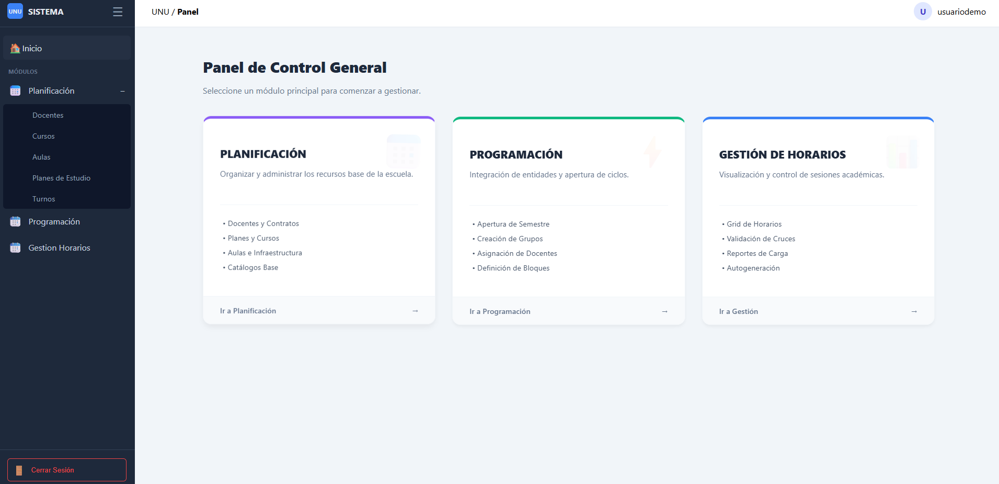 UNU SISTEMA ☰
Inicio
MÓDULOS
Planificación –
Docentes
Cursos
Aulas
Planes de Estudio
Turnos
Programación
Gestion Horarios
Cerrar Sesión
UNU / Panel
U usuariodemo
Panel de Control General
Seleccione un módulo principal para comenzar a gestionar.
PLANIFICACIÓN
Organizar y administrar los recursos base de la escuela.
• Docentes y Contratos
• Planes y Cursos
• Aulas e Infraestructura
• Catálogos Base
Ir a Planificación →
PROGRAMACIÓN
Integración de entidades y apertura de ciclos.
• Apertura de Semestre
• Creación de Grupos
• Asignación de Docentes
• Definición de Bloques
Ir a Programación →
GESTIÓN DE HORARIOS
Visualización y control de sesiones académicas.
• Grid de Horarios
• Validación de Cruces
• Reportes de Carga
• Autogeneración
Ir a Gestión →